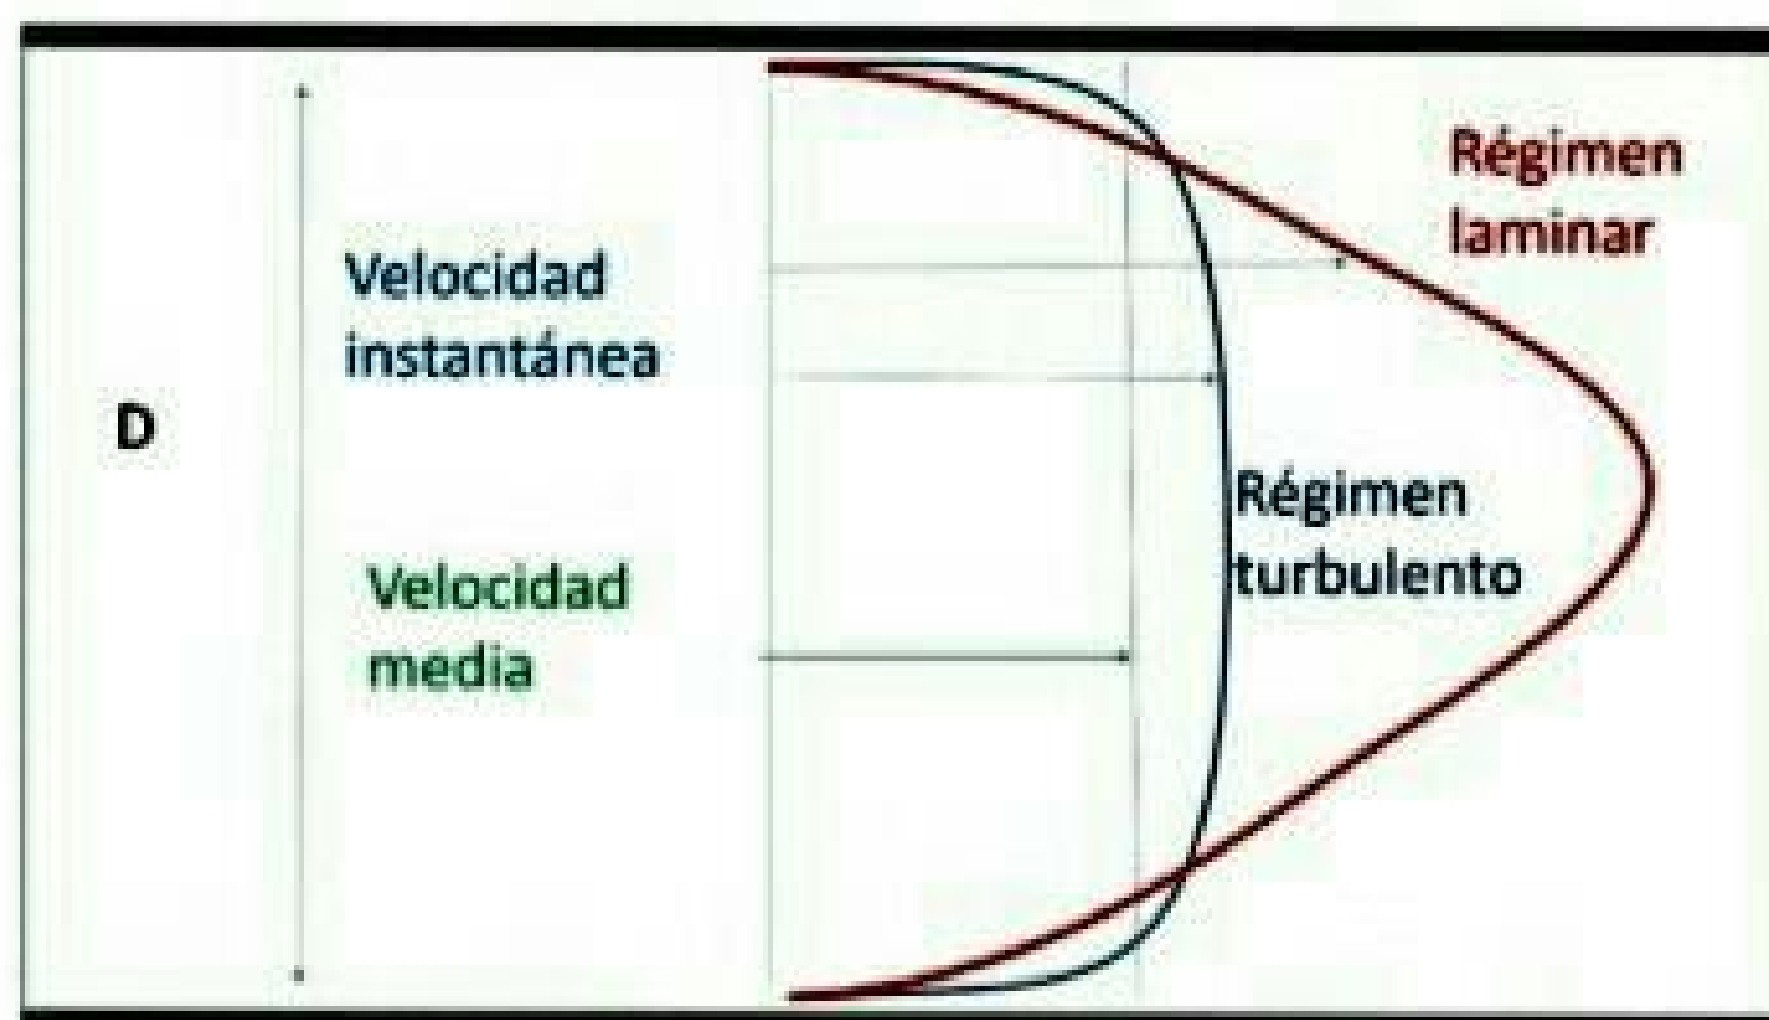 Régimen
laminar
Velocidad
instantánea
D
Régimen
turbulento
Velocidad
media